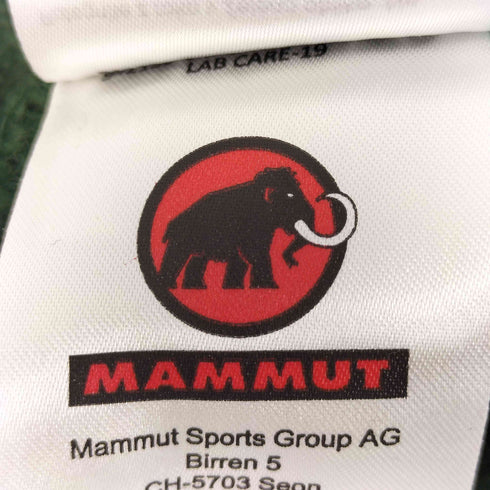 LAB CARE-19
MAMMUT
Mammut Sports Group AG
Birren 5
CH-5703 Seon